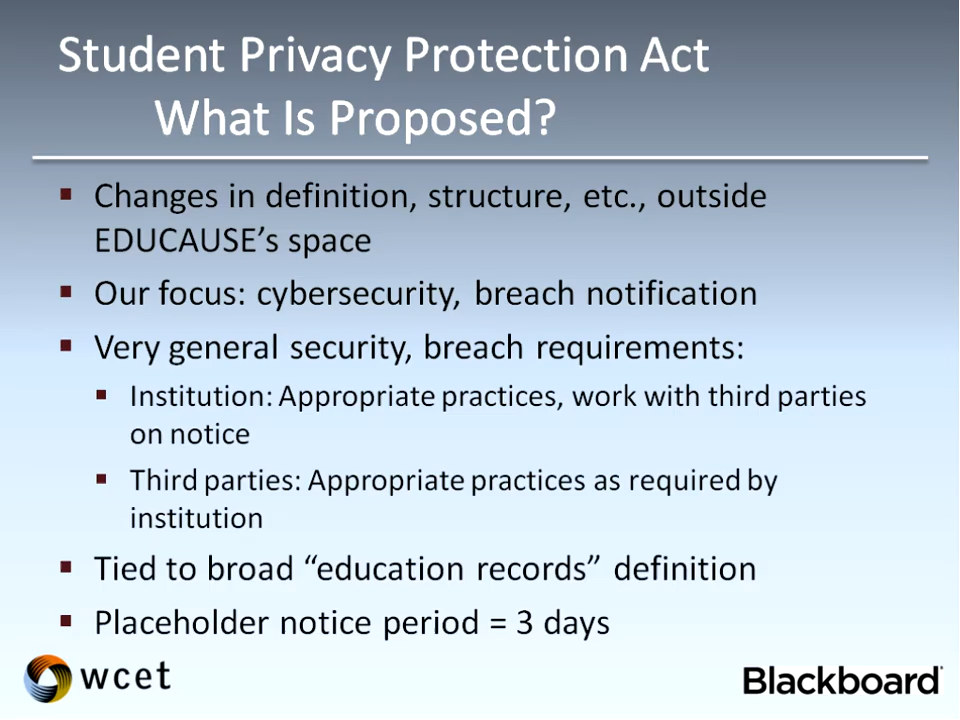 Student Privacy Protection Act
What Is Proposed?
▪ Changes in definition, structure, etc., outside
EDUCAUSE’s space
▪ Our focus: cybersecurity, breach notification
▪ Very general security, breach requirements:
▪ Institution: Appropriate practices, work with third parties
on notice
▪ Third parties: Appropriate practices as required by
institution
▪ Tied to broad “education records” definition
▪ Placeholder notice period = 3 days
wcet
Blackboard